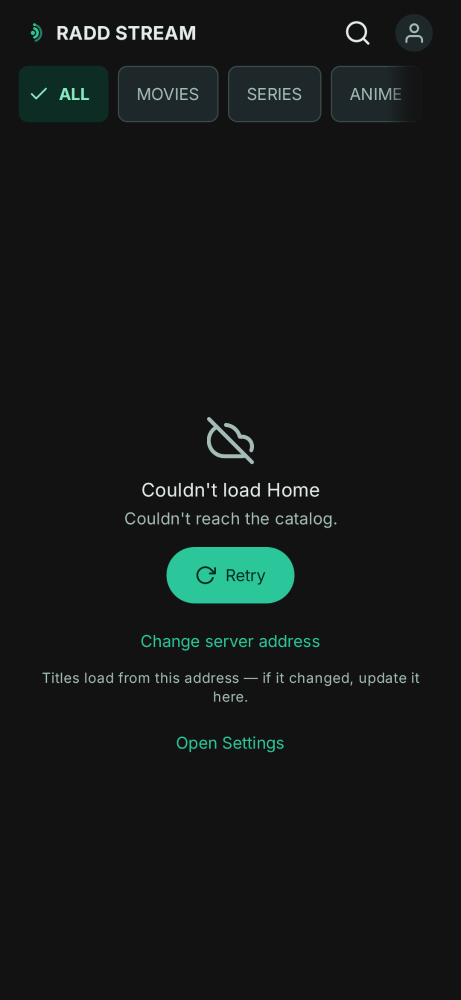 RADD STREAM
ALL
MOVIES
SERIES
ANIME
Couldn't load Home
Couldn't reach the catalog.
Retry
Change server address
Titles load from this address — if it changed, update it
here.
Open Settings